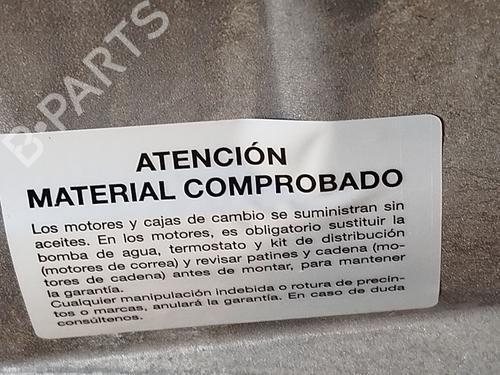 B-PARTS
ATENCIÓN
MATERIAL COMPROBADO
Los motores y cajas de cambio se suministran sin
aceites. En los motores, es obligatorio sustituir la
bomba de agua, termostato y kit de distribución
(motores de correa) y revisar patines y cadena (mo-
tores de cadena) antes de montar, para mantener
la garantía.
Cualquier manipulación indebida o rotura de precin-
tos o marcas, anulará la garantía. En caso de duda
consúltenos.